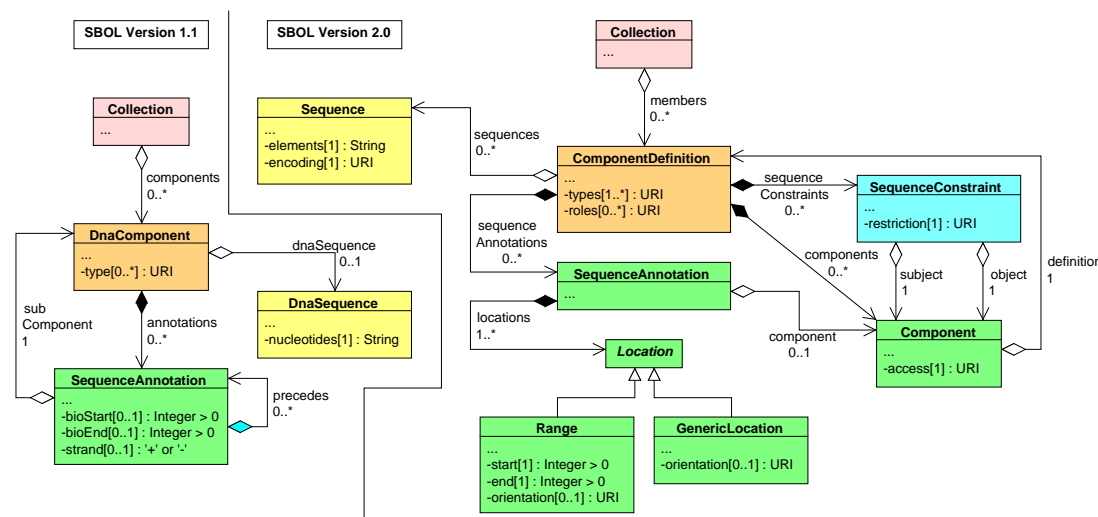 SBOL Version 1.1
Collection
...
components
0..*
DnaComponent
...
-type[0..*] : URI
dnaSequence
0..1
DnaSequence
...
-nucleotides[1] : String
sub
Component
1
annotations
0..*
SequenceAnnotation
...
-bioStart[0..1] : Integer > 0
-bioEnd[0..1] : Integer > 0
-strand[0..1] : '+' or '-'
precedes
0..*
SBOL Version 2.0
Collection
...
members
0..*
Sequence
...
-elements[1] : String
-encoding[1] : URI
sequences
0..*
ComponentDefinition
...
-types[1..*] : URI
-roles[0..*] : URI
sequence
Constraints
0..*
SequenceConstraint
...
-restriction[1] : URI
sequence
Annotations
0..*
components
0..*
subject
1
object
1
definition
1
SequenceAnnotation
...
locations
1..*
component
0..1
Component
...
-access[1] : URI
Location
Range
...
-start[1] : Integer > 0
-end[1] : Integer > 0
-orientation[0..1] : URI
GenericLocation
...
-orientation[0..1] : URI